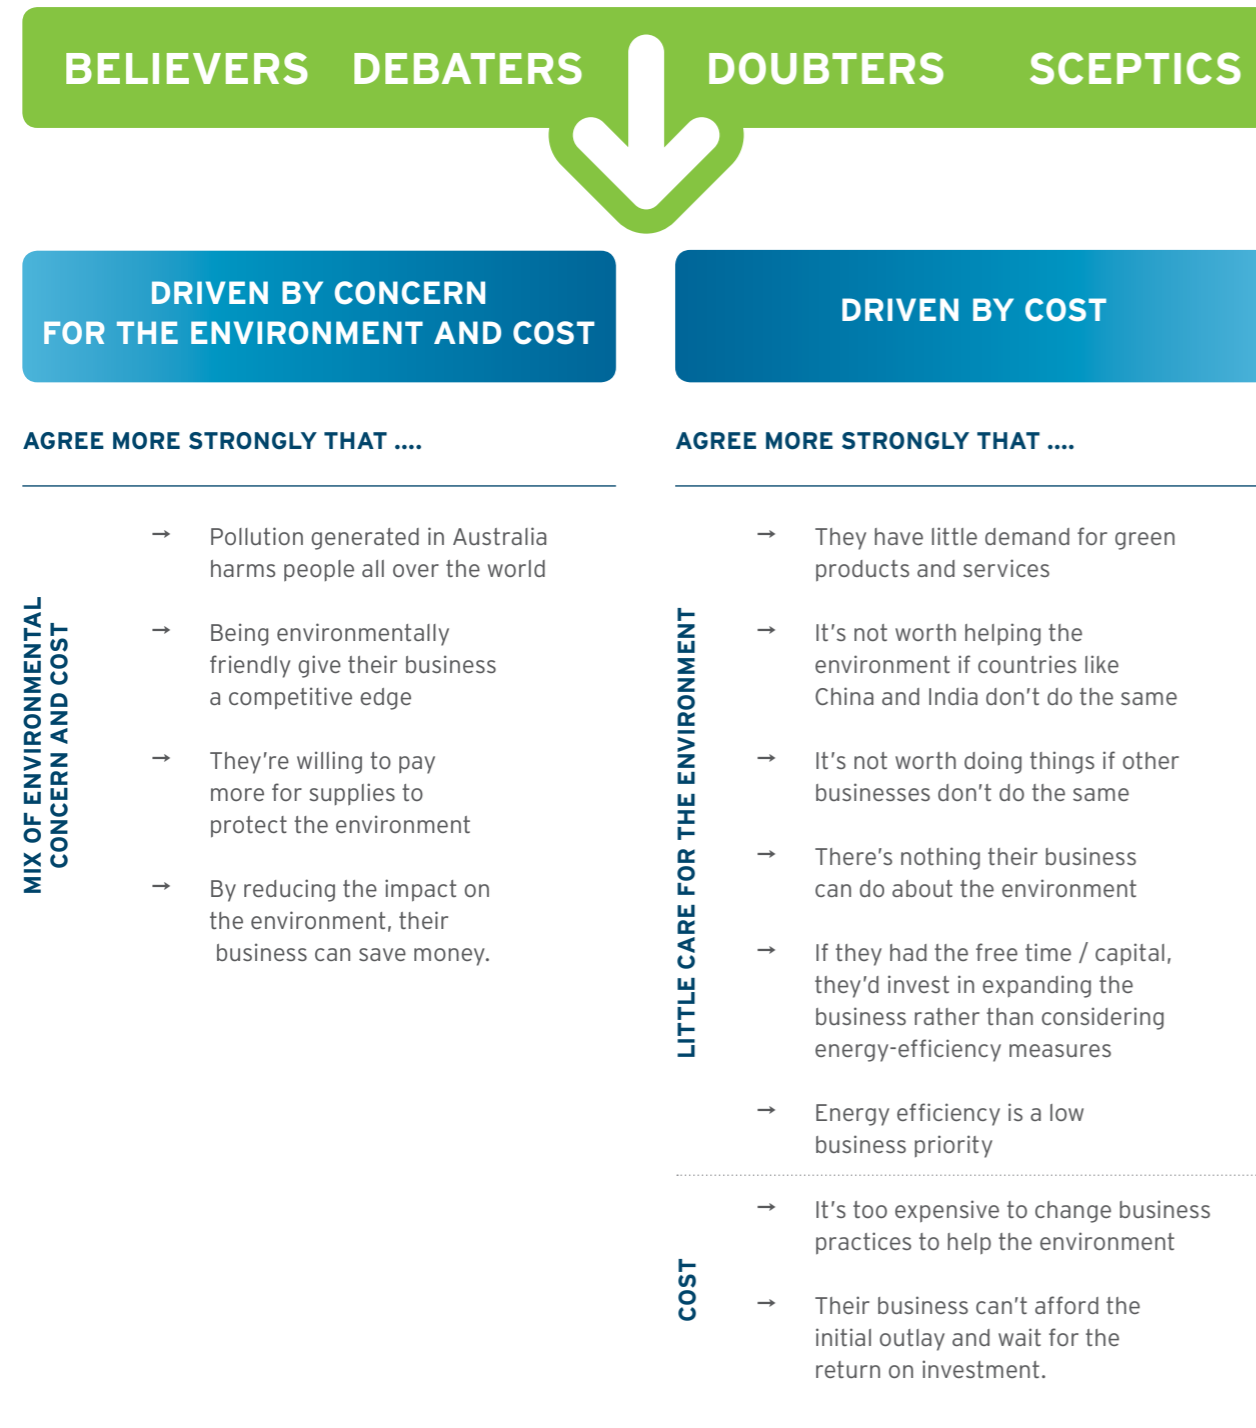 BELIEVERS DEBATERS DOUBTERS SCEPTICS
DRIVEN BY CONCERN
FOR THE ENVIRONMENT AND COST
AGREE MORE STRONGLY THAT ....
MIX OF ENVIRONMENTAL
CONCERN AND COST
→ Pollution generated in Australia
harms people all over the world
→ Being environmentally
friendly give their business
a competitive edge
→ They're willing to pay
more for supplies to
protect the environment
→ By reducing the impact on
the environment, their
business can save money.
DRIVEN BY COST
AGREE MORE STRONGLY THAT ....
LITTLE CARE FOR THE ENVIRONMENT
→ They have little demand for green
products and services
→ It's not worth helping the
environment if countries like
China and India don't do the same
→ It's not worth doing things if other
businesses don't do the same
→ There's nothing their business
can do about the environment
→ If they had the free time / capital,
they'd invest in expanding the
business rather than considering
energy-efficiency measures
→ Energy efficiency is a low
business priority
COST
→ It's too expensive to change business
practices to help the environment
→ Their business can't afford the
initial outlay and wait for the
return on investment.